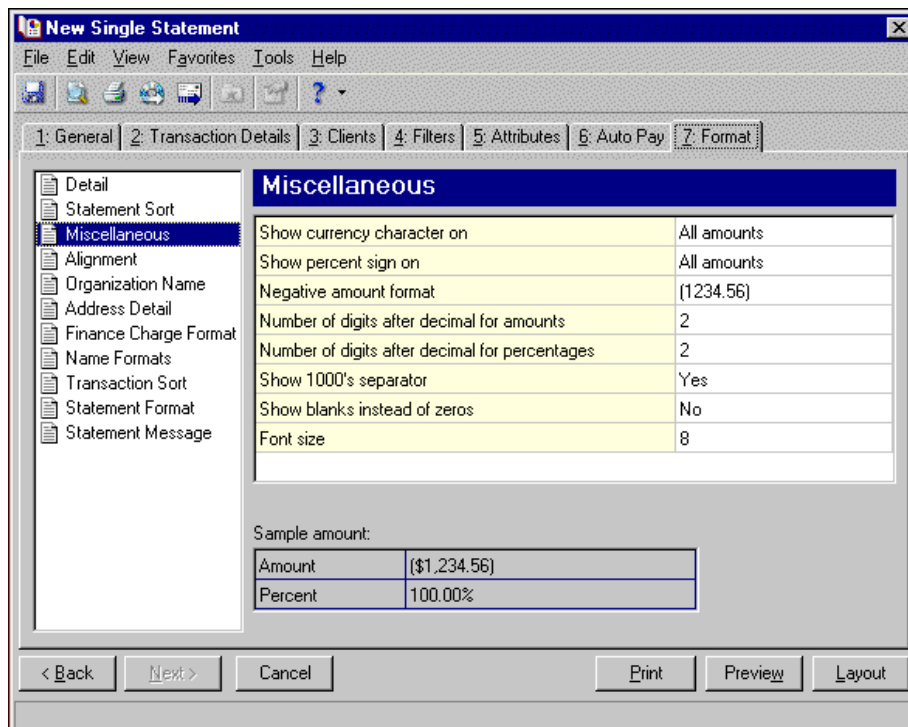 New Single Statement
File Edit View Favorites Tools Help
1: General 2: Transaction Details 3: Clients 4: Filters 5: Attributes 6: Auto Pay 7: Format
Detail
Statement Sort
Miscellaneous
Alignment
Organization Name
Address Detail
Finance Charge Format
Name Formats
Transaction Sort
Statement Format
Statement Message
Miscellaneous
Show currency character on All amounts
Show percent sign on All amounts
Negative amount format (1234.56)
Number of digits after decimal for amounts 2
Number of digits after decimal for percentages 2
Show 1000's separator Yes
Show blanks instead of zeros No
Font size 8
Sample amount:
Amount ($1,234.56)
Percent 100.00%
< Back Next > Cancel Print Preview Layout